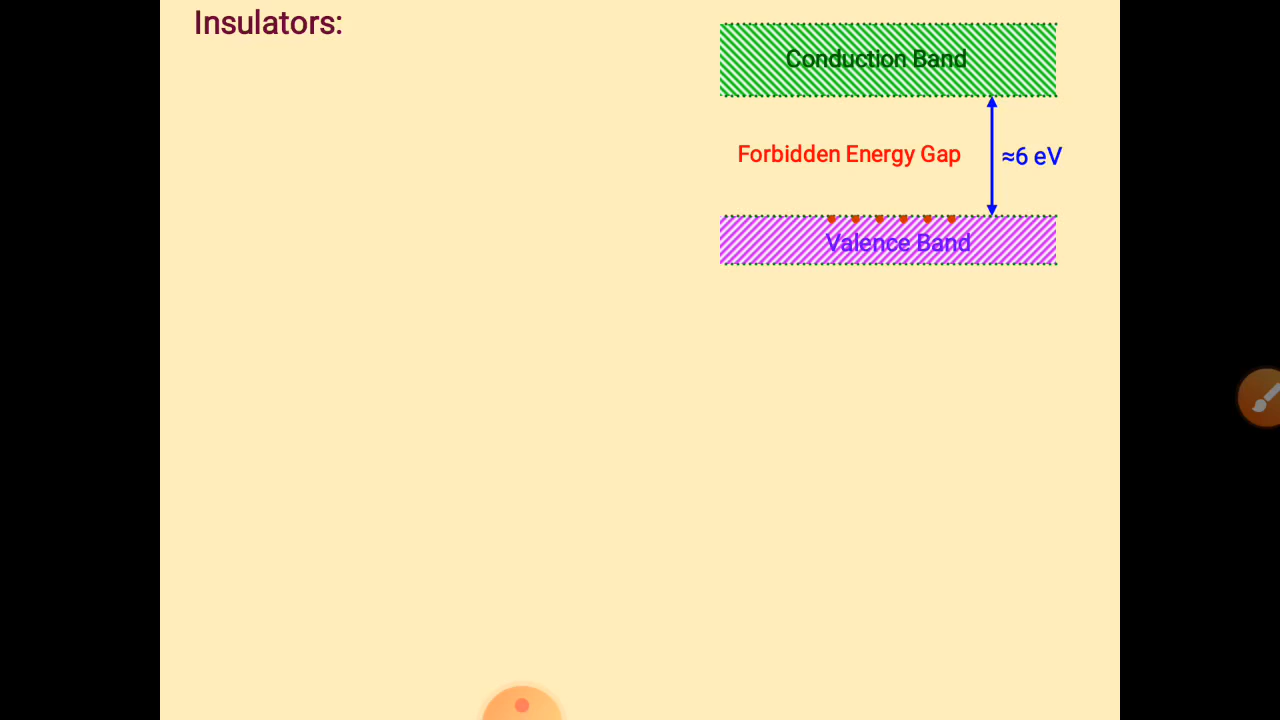 Insulators:
Conduction Band
Forbidden Energy Gap
≈6 eV
Valence Band